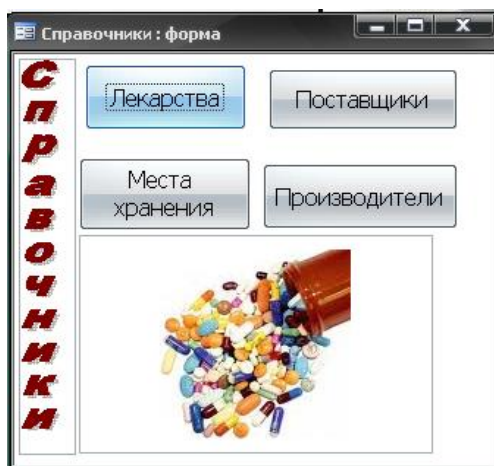 Справочники : форма
Справочники
Лекарства
Поставщики
Места
хранения
Производители